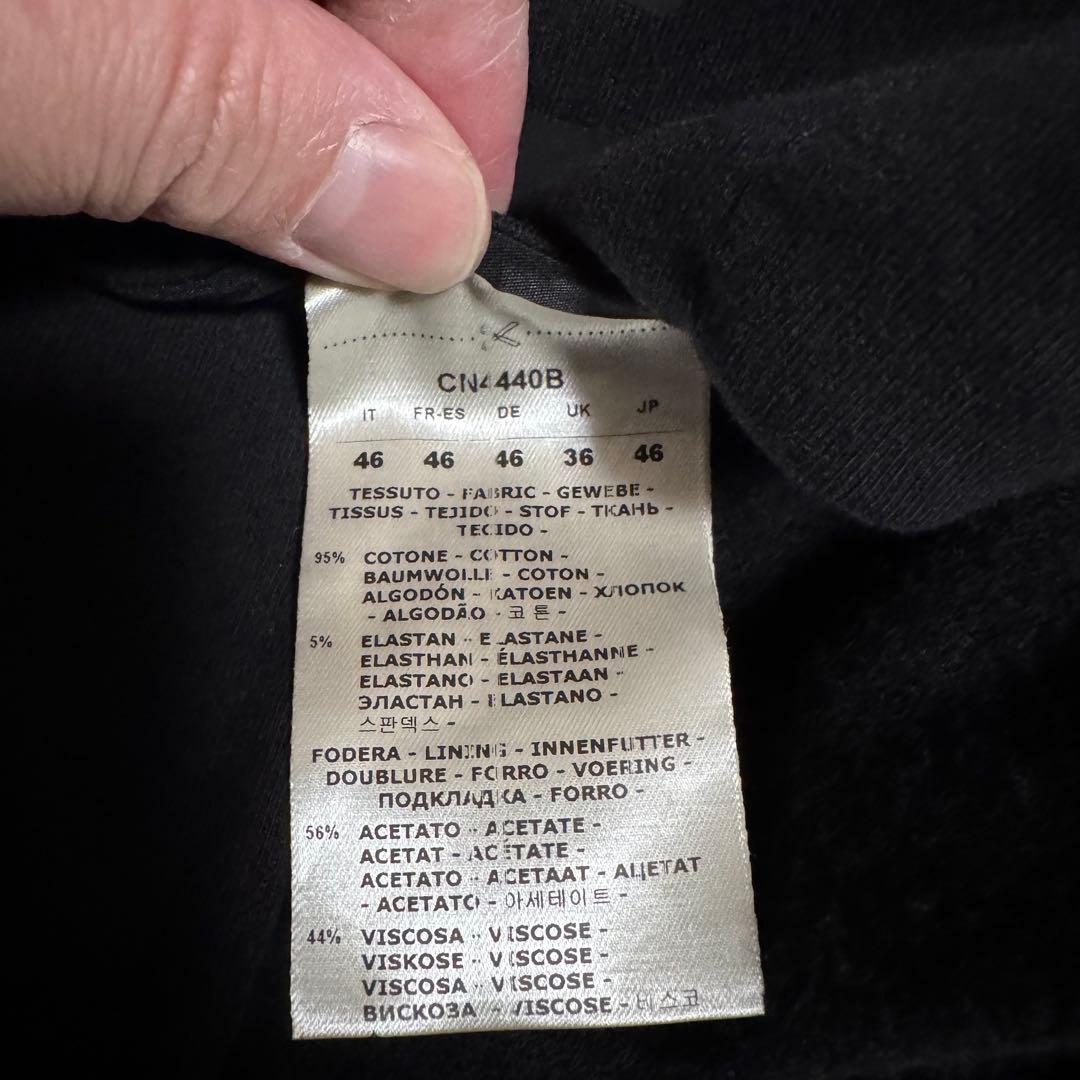 CN4440B
IT FR-ES DE UK JP
46 46 46 36 46
TESSUTO - FABRIC - GEWEBE -
TISSUS - TEJIDO - STOF - ТКАНЬ -
TECIDO -
95% COTONE - COTTON -
BAUMWOLLE - COTON -
ALGODÓN - KATOEN - ХЛОПОК
- ALGODÃO - 코튼 -
5% ELASTAN - ELASTANE -
ELASTHAN - ÉLASTHANNE -
ELASTANO - ELASTAAN -
ЭЛАСТАН - ELASTANO -
스판덱스 -
FODERA - LINING - INNENFUTTER -
DOUBLURE - FORRO - VOERING -
ПОДКЛАДКА - FORRO -
56% ACETATO - ACETATE -
ACETAT - ACÉTATE -
ACETATO - ACETAAT - АЦЕТАТ
- ACETATO - 아세테이트 -
44% VISCOSA - VISCOSE -
VISKOSE - VISCOSE -
VISCOSA - VISCOSE -
ВИСКОЗА - VISCOSE - 비스코